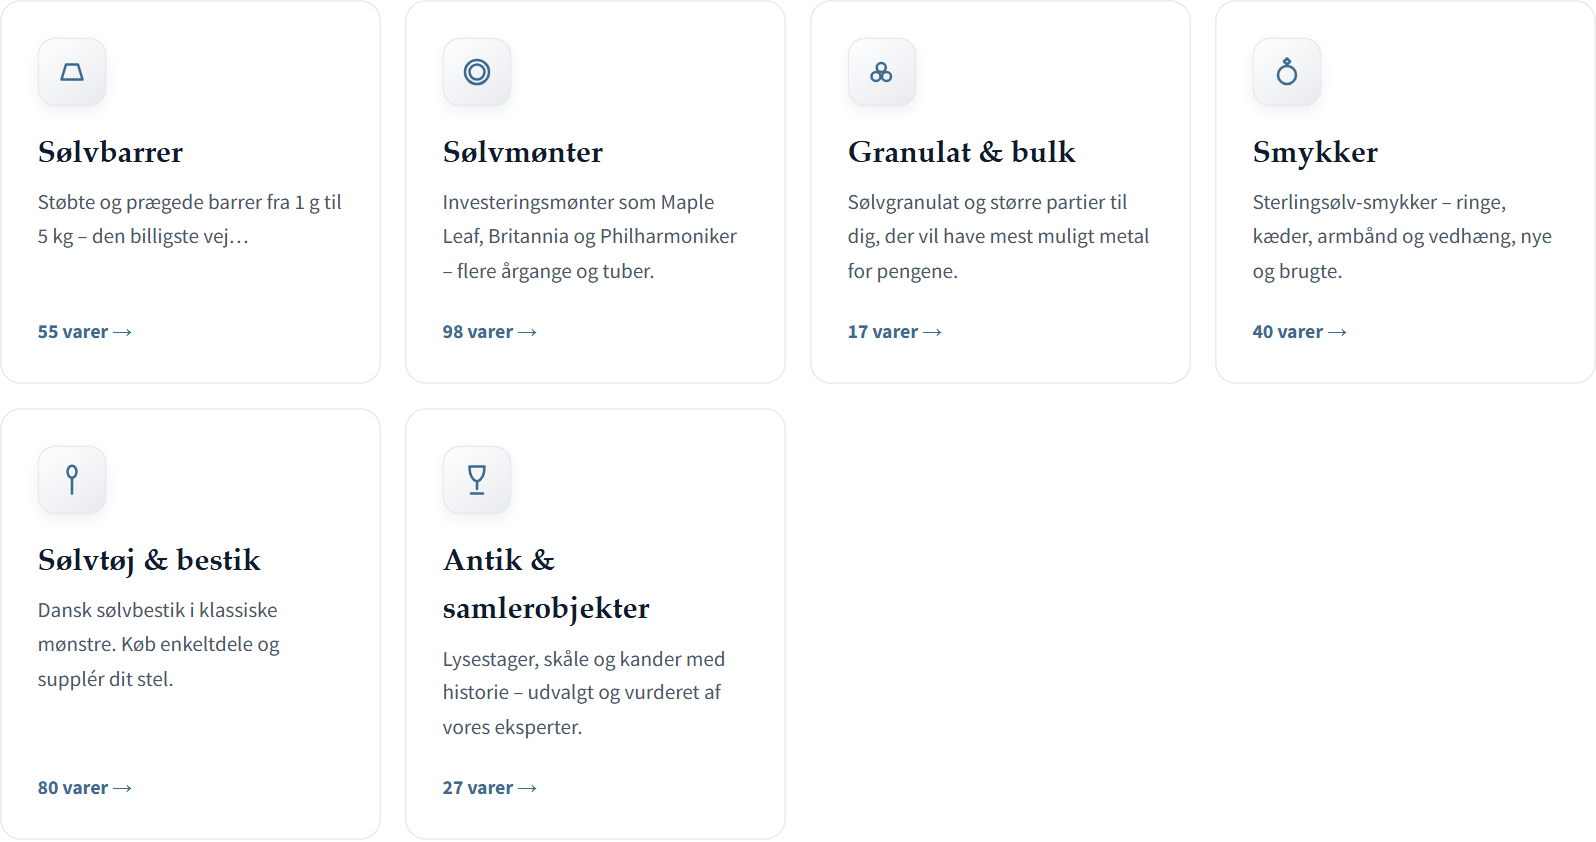 Sølvbarrer
Støbte og prægede barrer fra 1 g til
5 kg – den billigste vej…
55 varer →
Sølvmønter
Investeringsmønter som Maple
Leaf, Britannia og Philharmoniker
– flere årgange og tuber.
98 varer →
Granulat & bulk
Sølvgranulat og større partier til
dig, der vil have mest muligt metal
for pengene.
17 varer →
Smykker
Sterlingsølv-smykker – ringe,
kæder, armbånd og vedhæng, nye
og brugte.
40 varer →
Sølvtøj & bestik
Dansk sølvbestik i klassiske
mønstre. Køb enkeltdele og
supplér dit stel.
80 varer →
Antik &
samlerobjekter
Lysestager, skåle og kander med
historie – udvalgt og vurderet af
vores eksperter.
27 varer →